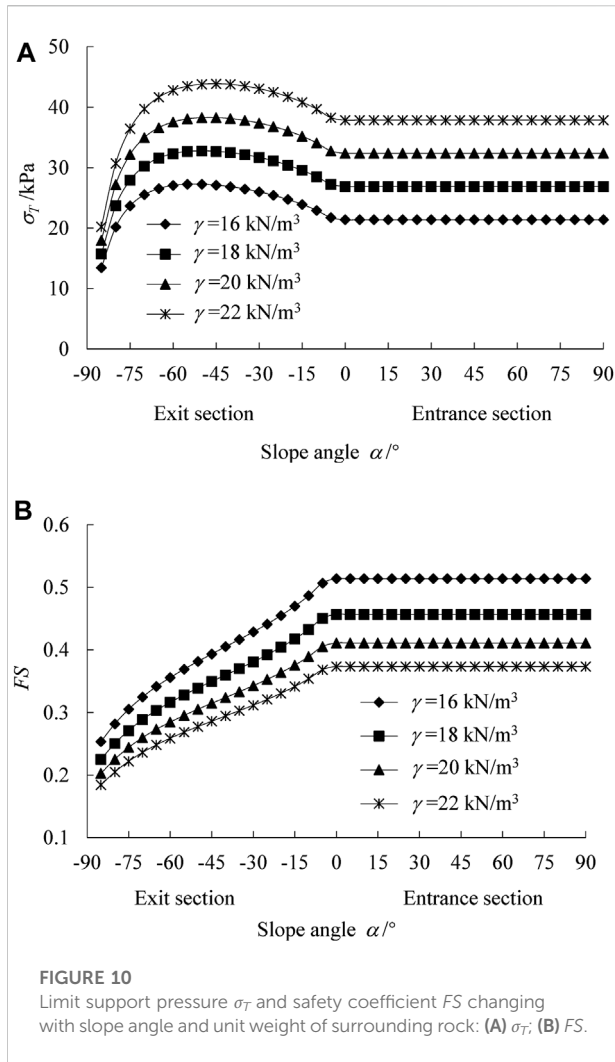 A
50
40
30
20
10
0
σT /kPa
γ =16 kN/m³
γ =18 kN/m³
γ =20 kN/m³
γ =22 kN/m³
-90 -75 -60 -45 -30 -15 0 15 30 45 60 75 90
Exit section Entrance section
Slope angle α /°
B
0.6
0.5
0.4
0.3
0.2
0.1
FS
γ =16 kN/m³
γ =18 kN/m³
γ =20 kN/m³
γ =22 kN/m³
-90 -75 -60 -45 -30 -15 0 15 30 45 60 75 90
Exit section Entrance section
Slope angle α /°
FIGURE 10
Limit support pressure σT and safety coefficient FS changing
with slope angle and unit weight of surrounding rock: (A) σT; (B) FS.